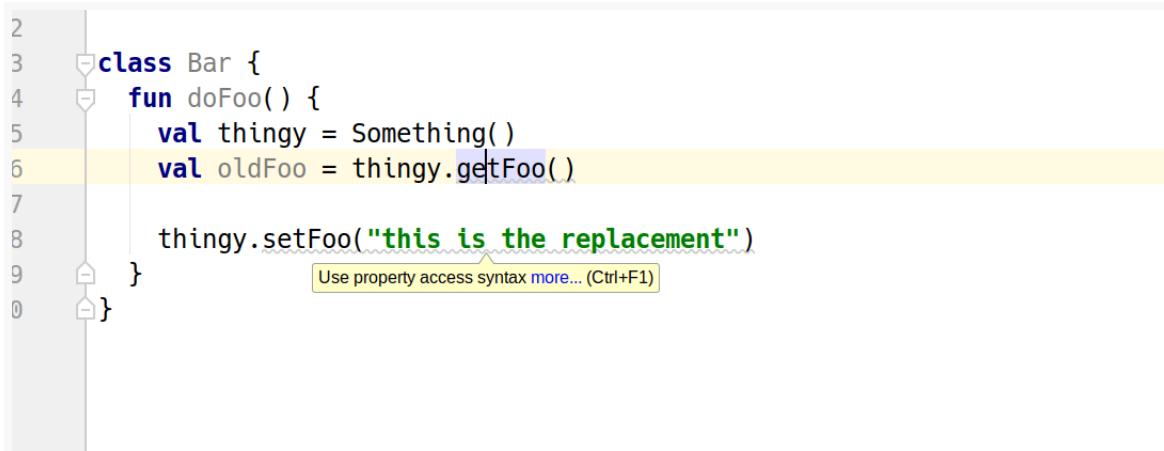 2
3 class Bar {
4 fun doFoo() {
5 val thingy = Something()
6 val oldFoo = thingy.getFoo()
7
8 thingy.setFoo("this is the replacement")
9 }
Use property access syntax more... (Ctrl+F1)
0 }